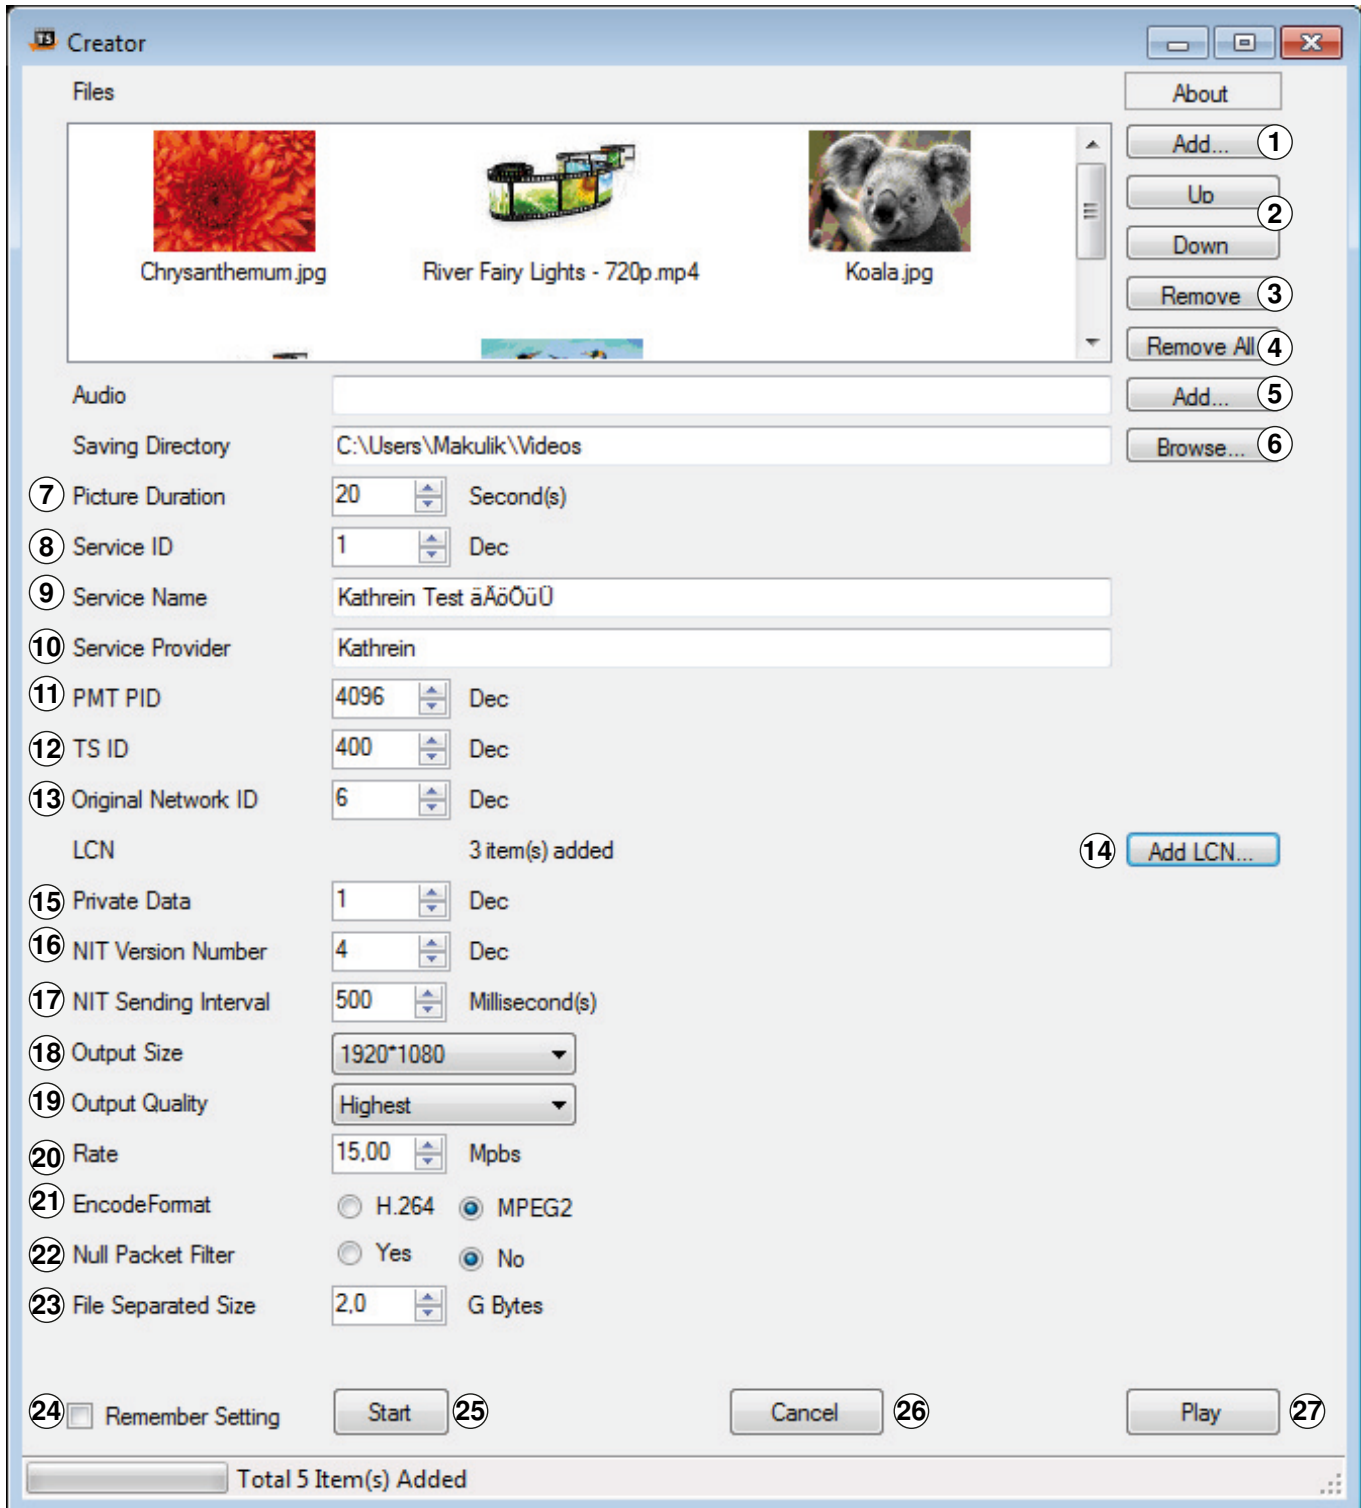 TS Creator
Files
About
Add... 1
Up
2
Down
Chrysanthemum.jpg River Fairy Lights - 720p.mp4 Koala.jpg
Remove 3
Remove All 4
Audio Add... 5
Saving Directory C:\Users\Makulik\Videos Browse... 6
7 Picture Duration 20 Second(s)
8 Service ID 1 Dec
9 Service Name Kathrein Test äÄöÖüÜ
10 Service Provider Kathrein
11 PMT PID 4096 Dec
12 TS ID 400 Dec
13 Original Network ID 6 Dec
LCN 3 item(s) added 14 Add LCN...
15 Private Data 1 Dec
16 NIT Version Number 4 Dec
17 NIT Sending Interval 500 Millisecond(s)
18 Output Size 1920*1080
19 Output Quality Highest
20 Rate 15,00 Mpbs
21 EncodeFormat H.264 MPEG2
22 Null Packet Filter Yes No
23 File Separated Size 2,0 G Bytes
24 Remember Setting Start 25 Cancel 26 Play 27
Total 5 Item(s) Added